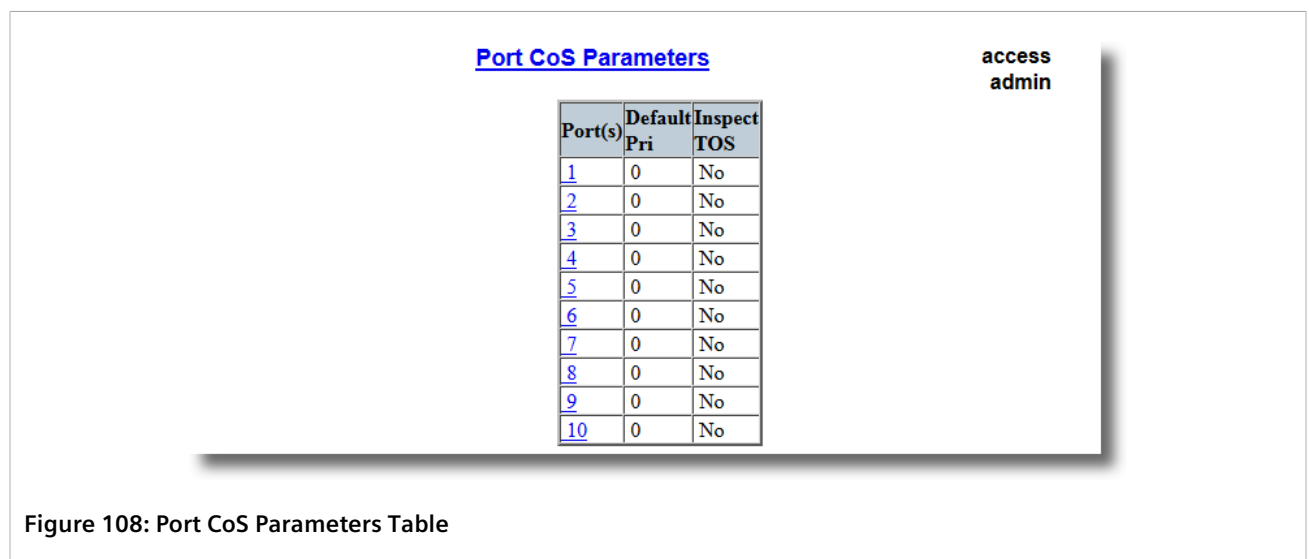 Port CoS Parameters
access
admin
Port(s) Default Pri Inspect TOS
1 0 No
2 0 No
3 0 No
4 0 No
5 0 No
6 0 No
7 0 No
8 0 No
9 0 No
10 0 No
Figure 108: Port CoS Parameters Table